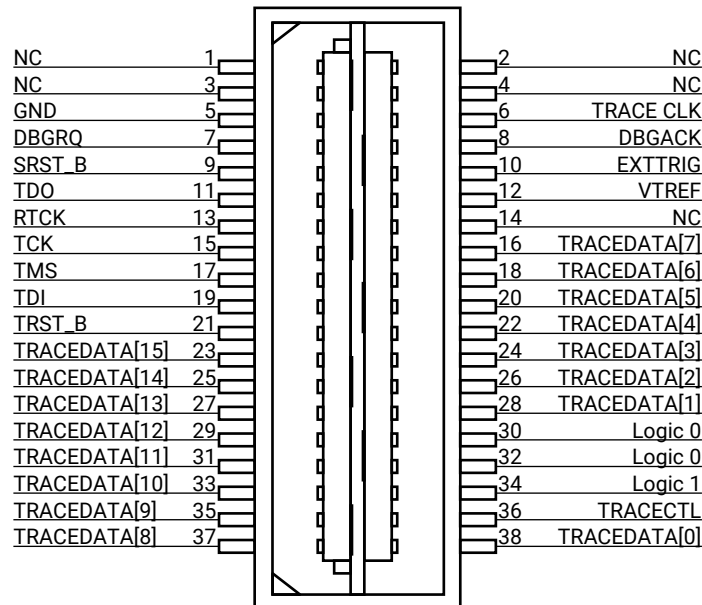 NC 1 2 NC
NC 3 4 NC
GND 5 6 TRACE CLK
DBGRQ 7 8 DBGACK
SRST_B 9 10 EXTTRIG
TDO 11 12 VTREF
RTCK 13 14 NC
TCK 15 16 TRACEDATA[7]
TMS 17 18 TRACEDATA[6]
TDI 19 20 TRACEDATA[5]
TRST_B 21 22 TRACEDATA[4]
TRACEDATA[15] 23 24 TRACEDATA[3]
TRACEDATA[14] 25 26 TRACEDATA[2]
TRACEDATA[13] 27 28 TRACEDATA[1]
TRACEDATA[12] 29 30 Logic 0
TRACEDATA[11] 31 32 Logic 0
TRACEDATA[10] 33 34 Logic 1
TRACEDATA[9] 35 36 TRACECTL
TRACEDATA[8] 37 38 TRACEDATA[0]